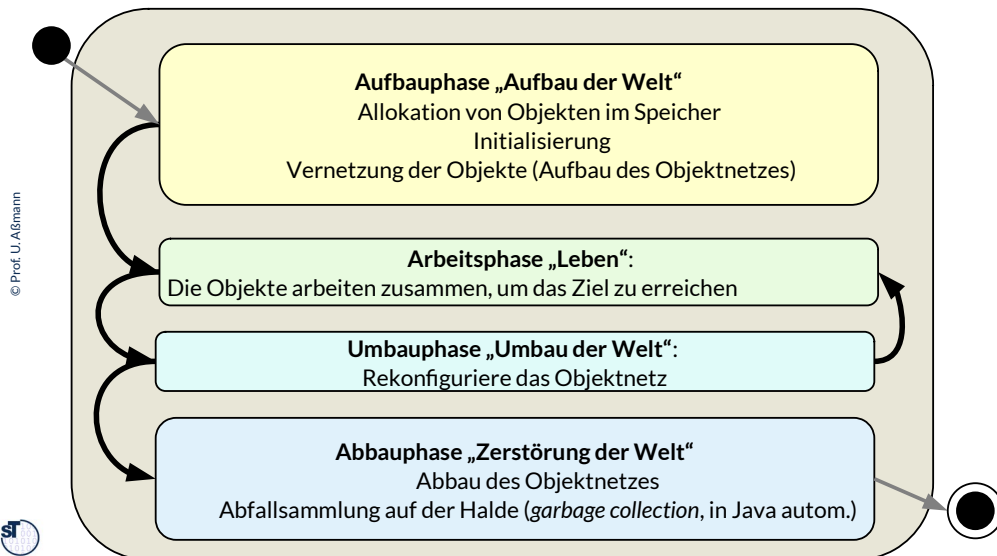 Aufbauphase „Aufbau der Welt“
Allokation von Objekten im Speicher
Initialisierung
Vernetzung der Objekte (Aufbau des Objektnetzes)
© Prof. U. Aßmann
Arbeitsphase „Leben“:
Die Objekte arbeiten zusammen, um das Ziel zu erreichen
Umbauphase „Umbau der Welt“:
Rekonfiguriere das Objektnetz
Abbauphase „Zerstörung der Welt“
Abbau des Objektnetzes
Abfallsammlung auf der Halde (garbage collection, in Java autom.)
ST